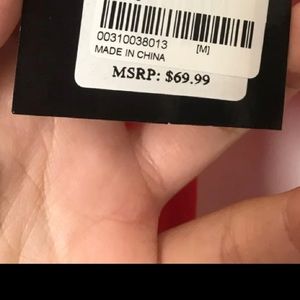 00310038013 [M]
MADE IN CHINA
MSRP: $69.99